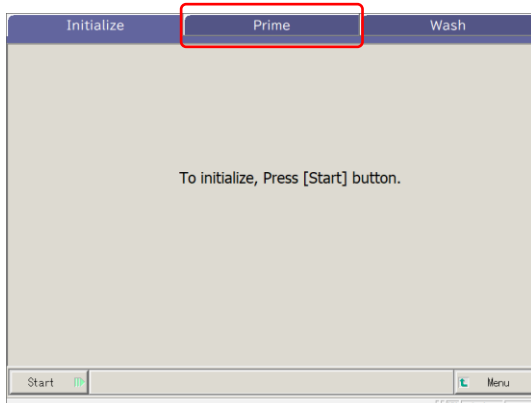 Initialize Prime Wash
To initialize, Press [Start] button.
Start Menu